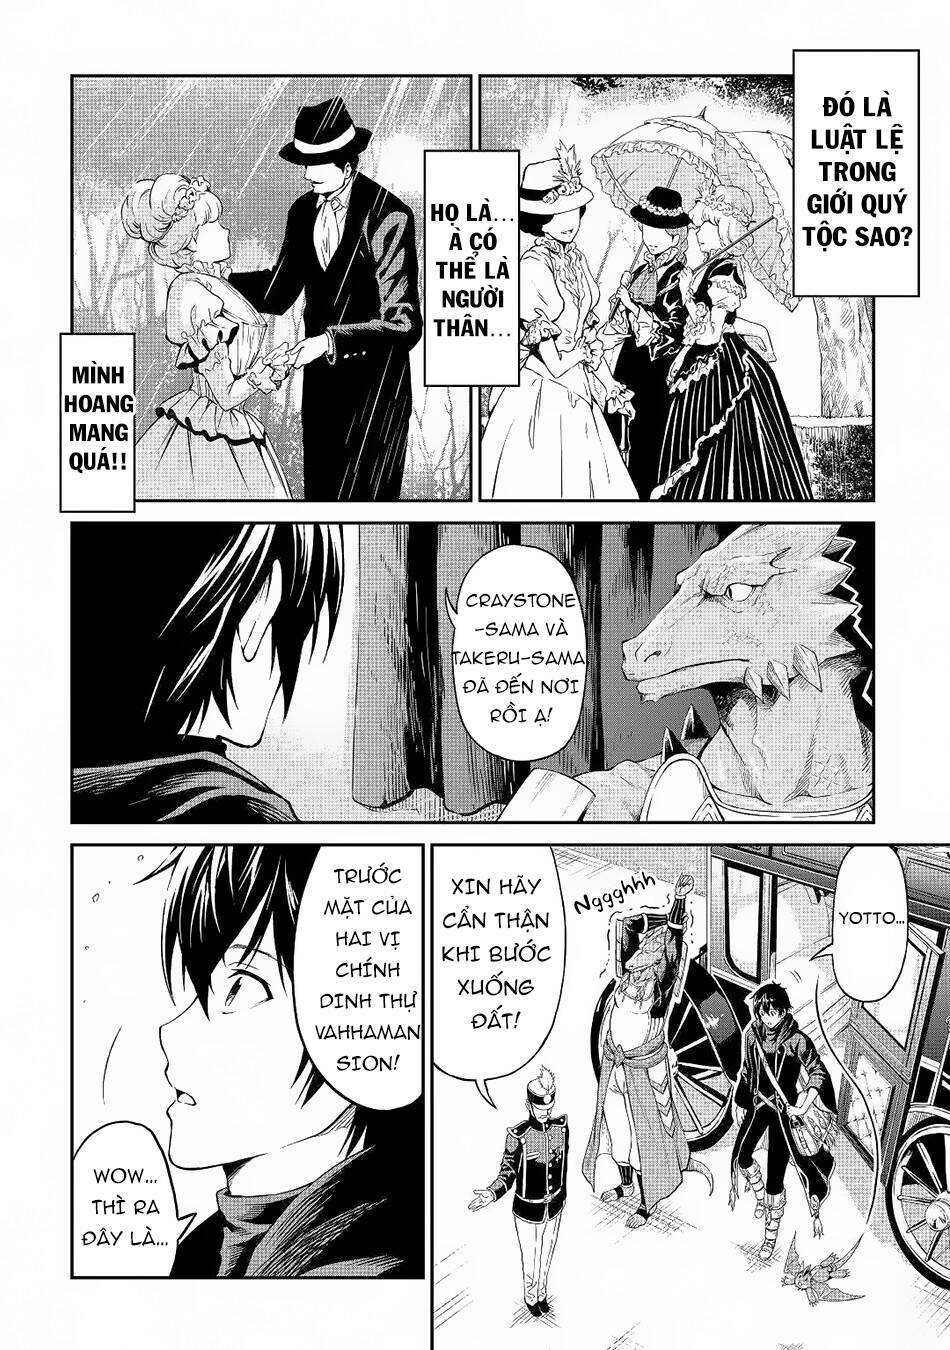 ĐÓ LÀ
LUẬT LỆ
TRONG
GIỚI QUÝ
TỘC SAO?
HỌ LÀ...
À CÓ
THỂ LÀ
NGƯỜI
THÂN...
MÌNH
HOANG
MANG
QUÁ!!
CRAYSTONE
-SAMA VÀ
TAKERU-SAMA
ĐÃ ĐẾN NƠI
RỒI Ạ!
YOTTO...
Nggghhh
XIN HÃY
CẨN THẬN
KHI BƯỚC
XUỐNG
ĐẤT!
TRƯỚC
MẶT CỦA
HAI VỊ
CHÍNH
DINH THỰ
VAHHAMAN
SION!
WOW...
THÌ RA
ĐÂY LÀ...